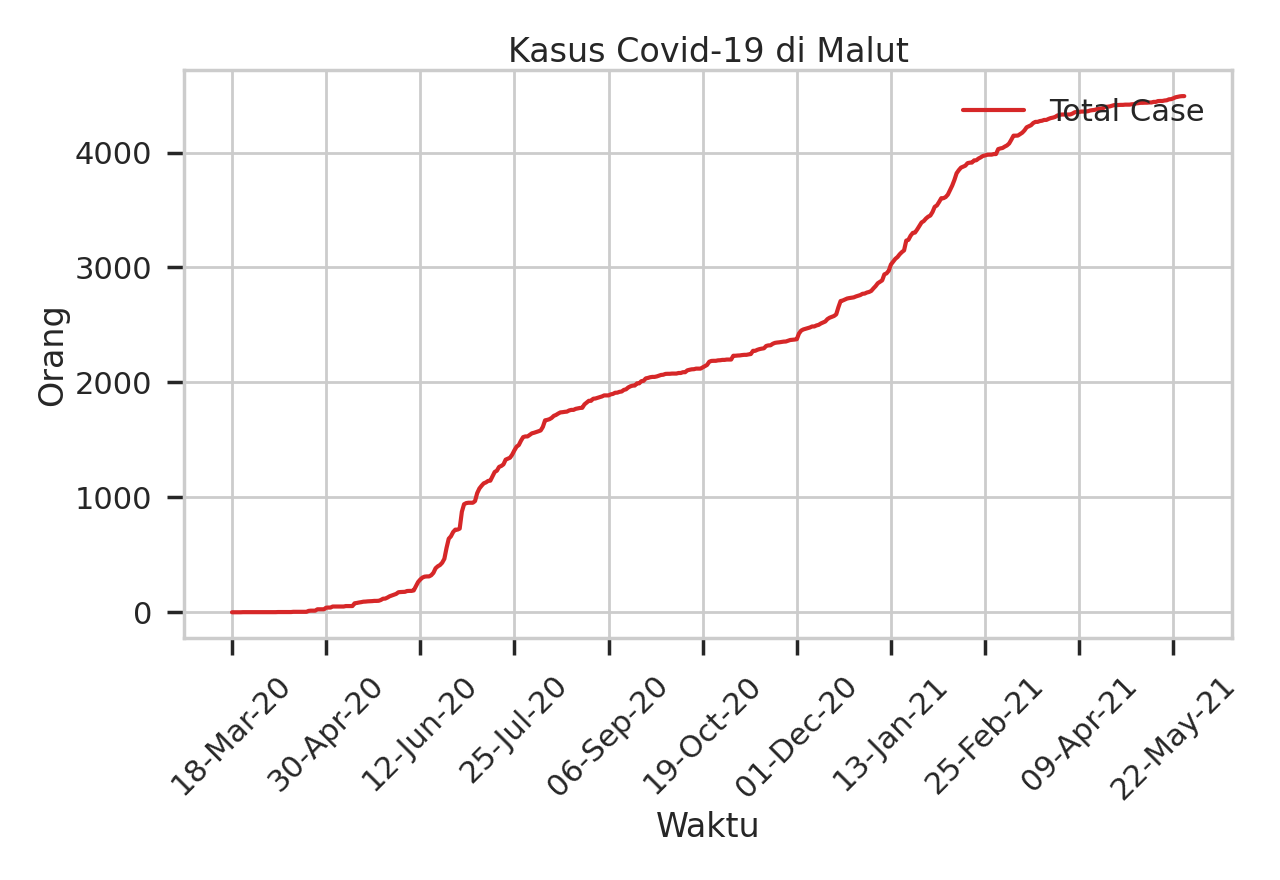 Kasus Covid-19 di Malut
Total Case
4000
3000
2000
1000
0
Orang
18-Mar-20
30-Apr-20
12-Jun-20
25-Jul-20
06-Sep-20
19-Oct-20
01-Dec-20
13-Jan-21
25-Feb-21
09-Apr-21
22-May-21
Waktu